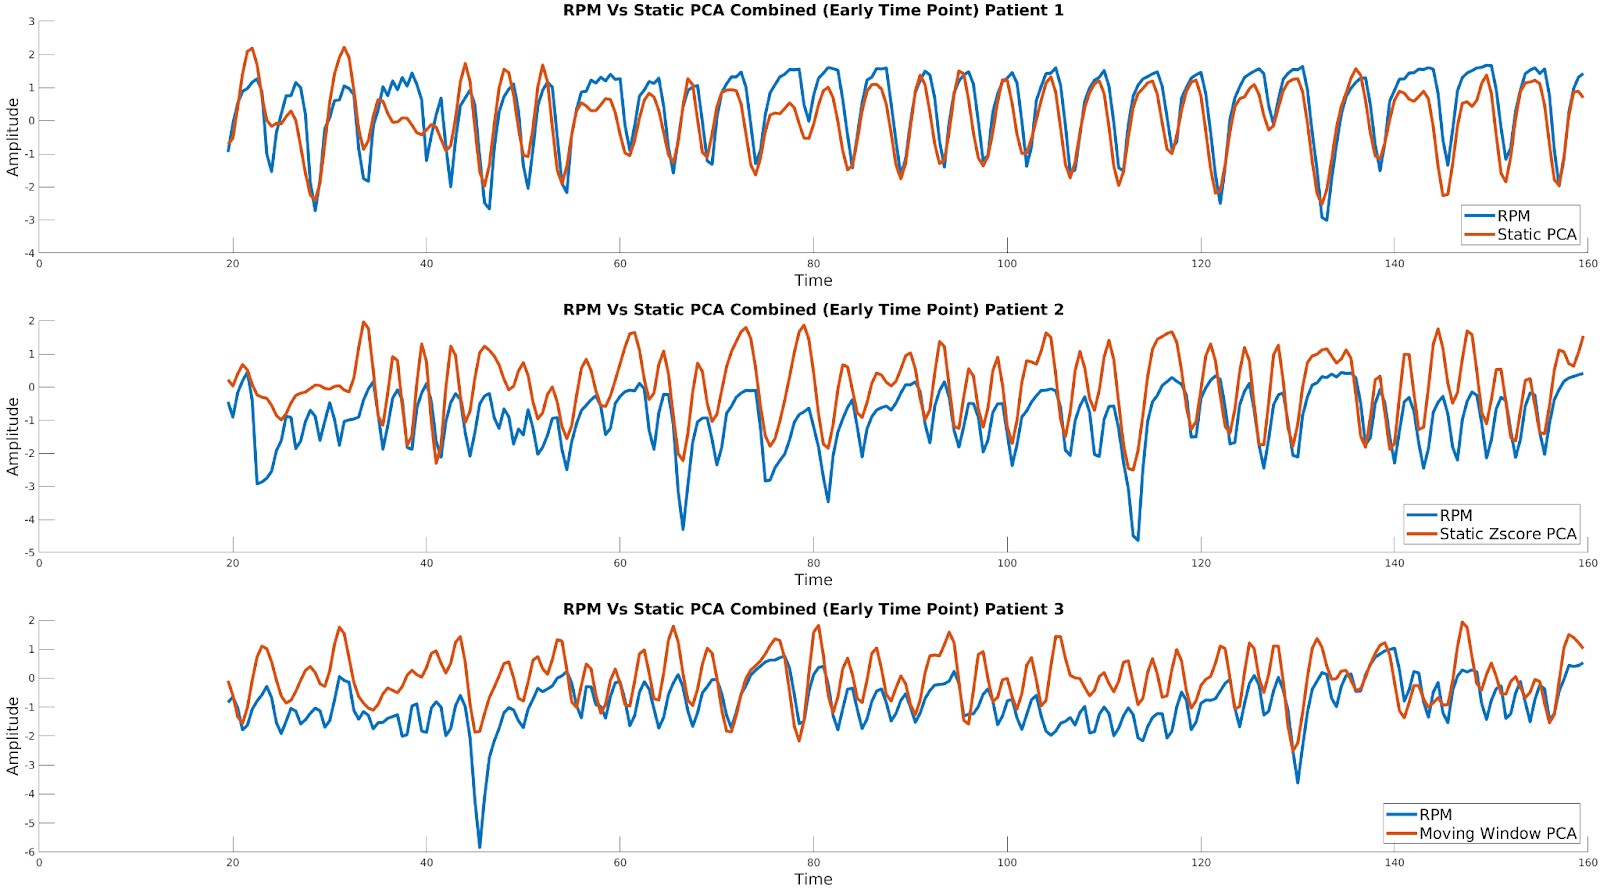 RPM Vs Static PCA Combined (Early Time Point) Patient 1
3
2
1
0
-1
-2
-3
-4
Amplitude
RPM
Static PCA
0 20 40 60 80 100 120 140 160
Time
RPM Vs Static PCA Combined (Early Time Point) Patient 2
2
1
0
-1
-2
-3
-4
-5
Amplitude
RPM
Static Zscore PCA
0 20 40 60 80 100 120 140 160
Time
RPM Vs Static PCA Combined (Early Time Point) Patient 3
2
1
0
-1
-2
-3
-4
-5
-6
Amplitude
RPM
Moving Window PCA
0 20 40 60 80 100 120 140 160
Time